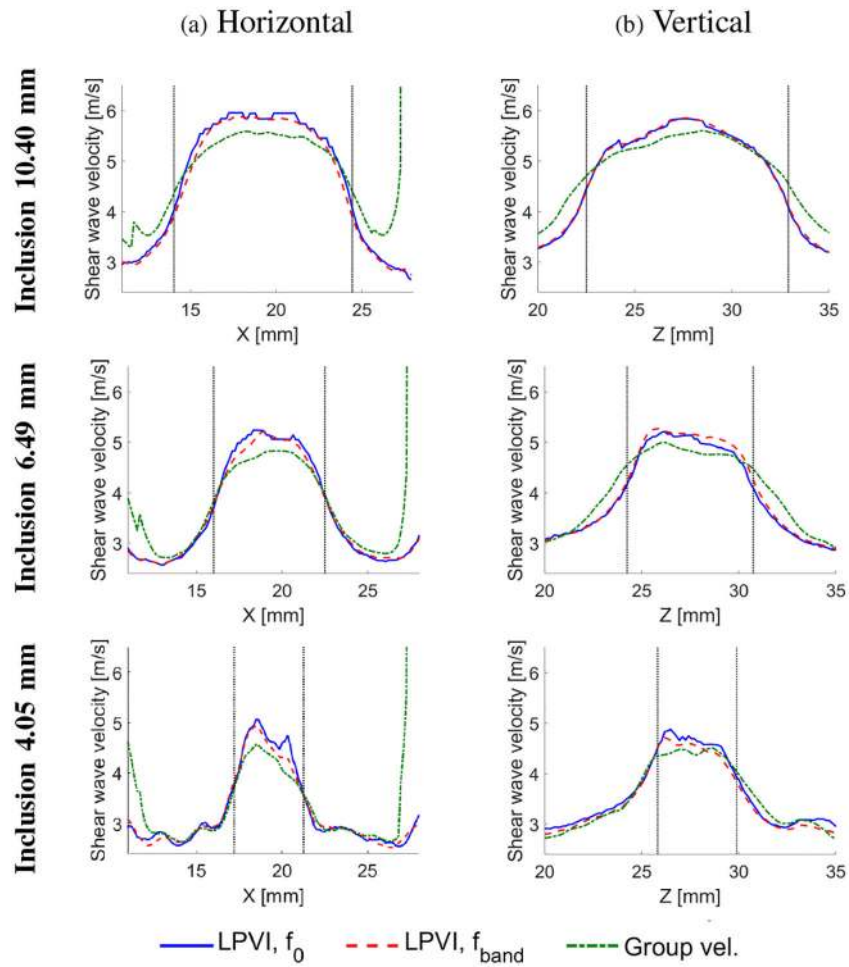 (a) Horizontal
(b) Vertical
Inclusion 10.40 mm
Shear wave velocity [m/s]
6
5
4
3
15 20 25
X [mm]
Shear wave velocity [m/s]
6
5
4
3
20 25 30 35
Z [mm]
Inclusion 6.49 mm
Shear wave velocity [m/s]
6
5
4
3
15 20 25
X [mm]
Shear wave velocity [m/s]
6
5
4
3
20 25 30 35
Z [mm]
Inclusion 4.05 mm
Shear wave velocity [m/s]
6
5
4
3
15 20 25
X [mm]
Shear wave velocity [m/s]
6
5
4
3
20 25 30 35
Z [mm]
LPVI, f0 LPVI, fband Group vel.